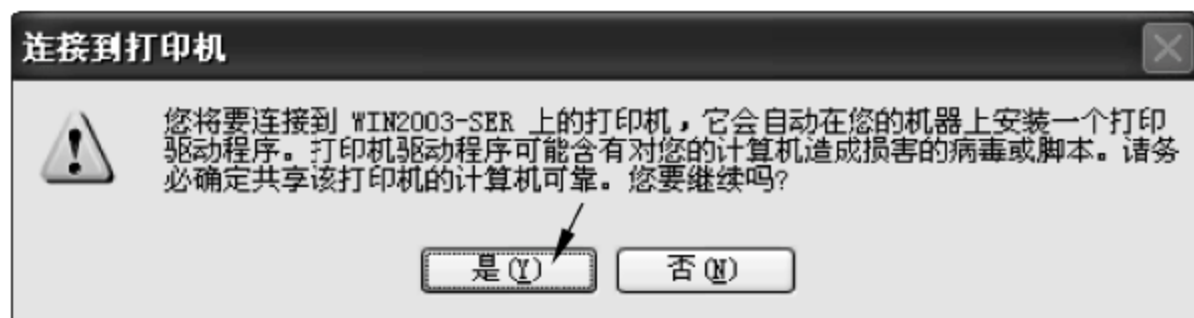 连接到打印机
您将要连接到 WIN2003-SER 上的打印机，它会自动在您的机器上安装一个打印
驱动程序。打印机驱动程序可能含有对您的计算机造成损害的病毒或脚本。请务
必确定共享该打印机的计算机可靠。您要继续吗?
是(Y) 否(N)